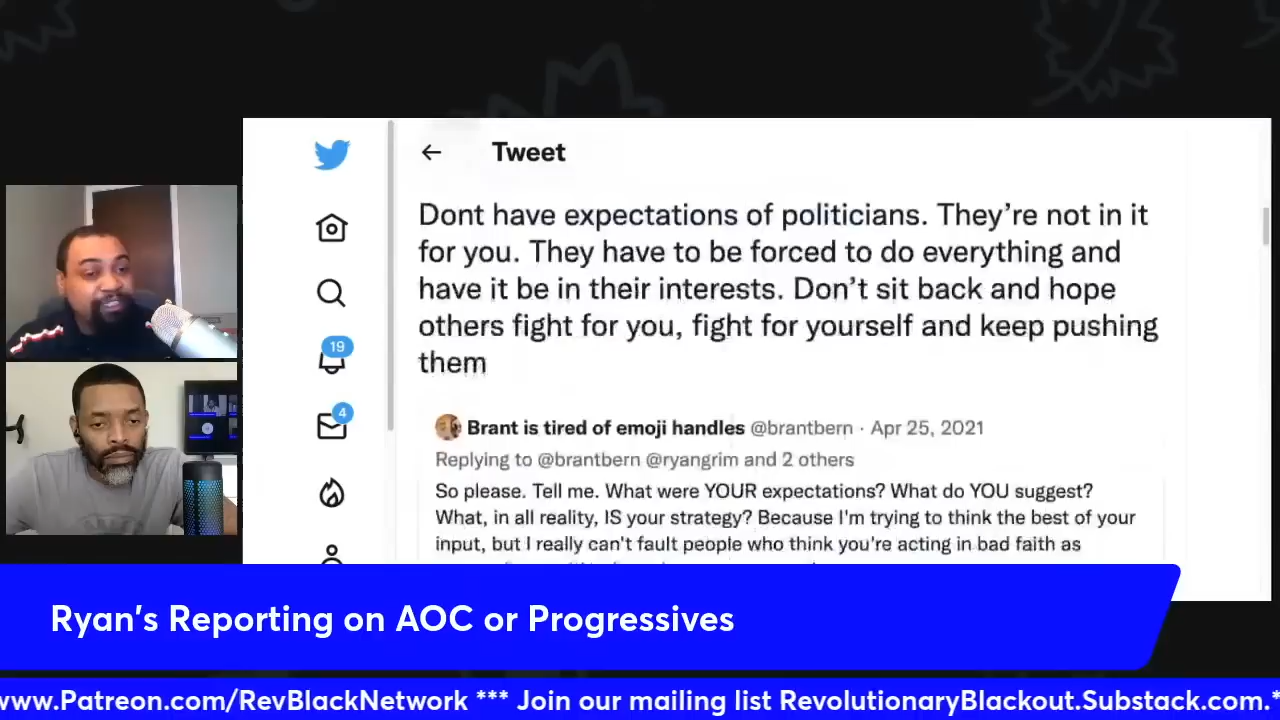 Tweet
Dont have expectations of politicians. They're not in it
for you. They have to be forced to do everything and
have it be in their interests. Don't sit back and hope
others fight for you, fight for yourself and keep pushing
them
19
4
Brant is tired of emoji handles @brantbern · Apr 25, 2021
Replying to @brantbern @ryangrim and 2 others
So please. Tell me. What were YOUR expectations? What do YOU suggest?
What, in all reality, IS your strategy? Because I'm trying to think the best of your
input, but I really can't fault people who think you're acting in bad faith as
Ryan's Reporting on AOC or Progressives
www.Patreon.com/RevBlackNetwork *** Join our mailing list RevolutionaryBlackout.Substack.com.*